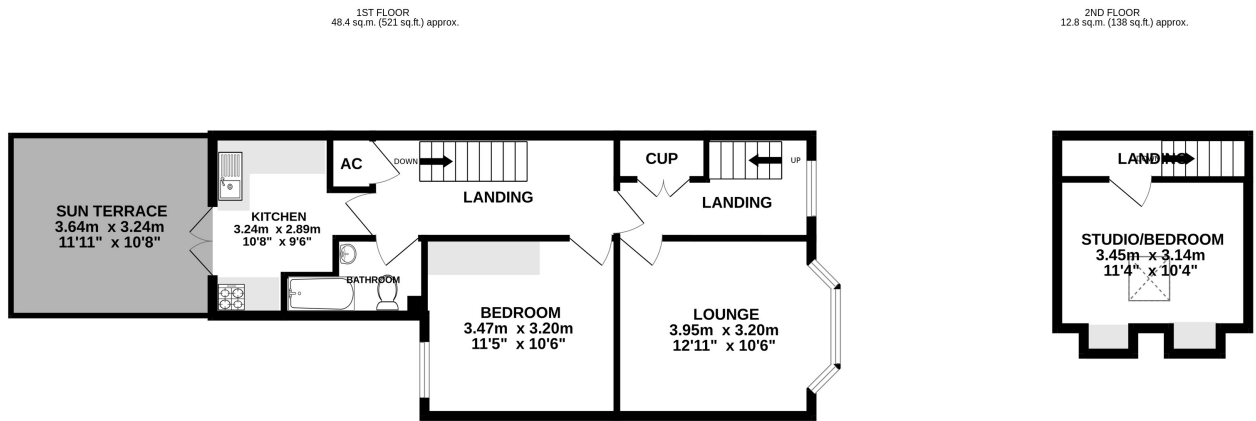 1ST FLOOR
48.4 sq.m. (521 sq.ft.) approx.
2ND FLOOR
12.8 sq.m. (138 sq.ft.) approx.
SUN TERRACE
3.64m x 3.24m
11'11" x 10'8"
KITCHEN
3.24m x 2.89m
10'8" x 9'6"
AC
DOWN
LANDING
CUP
UP
LANDING
BATHROOM
BEDROOM
3.47m x 3.20m
11'5" x 10'6"
LOUNGE
3.95m x 3.20m
12'11" x 10'6"
LANDING
DOWN
STUDIO/BEDROOM
3.45m x 3.14m
11'4" x 10'4"